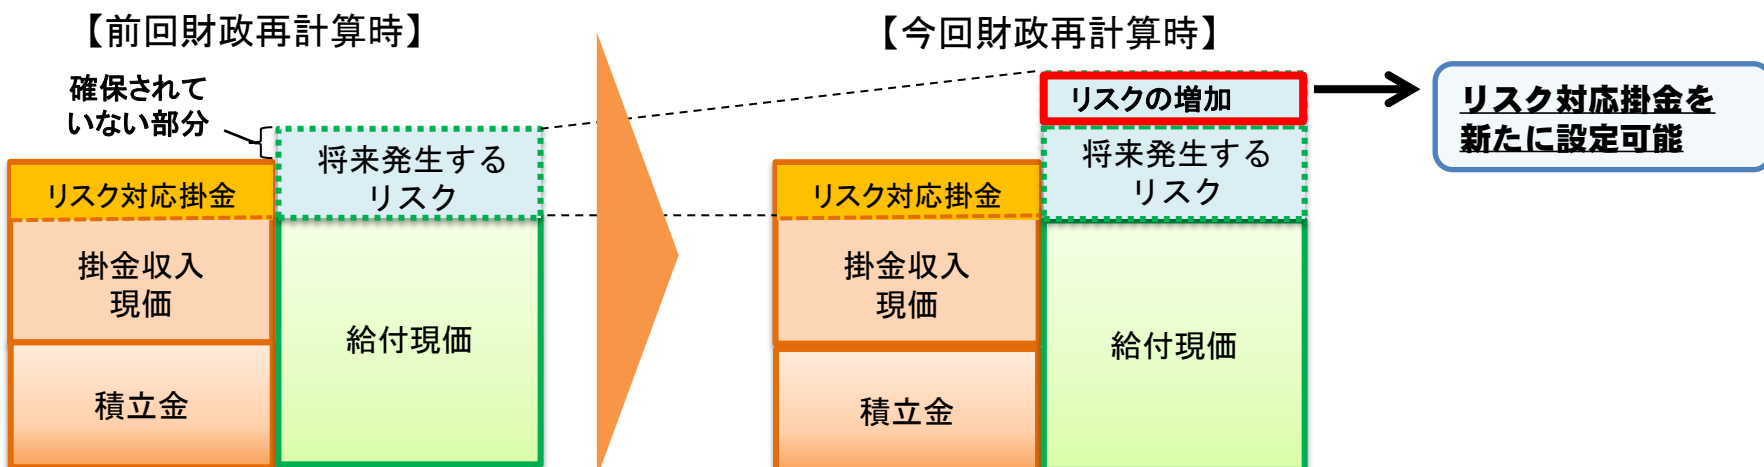 【前回財政再計算時】
確保されて
いない部分
将来発生する
リスク
リスク対応掛金
掛金収入
現価
給付現価
積立金
【今回財政再計算時】
リスクの増加
将来発生する
リスク
リスク対応掛金
掛金収入
現価
給付現価
積立金
リスク対応掛金を
新たに設定可能